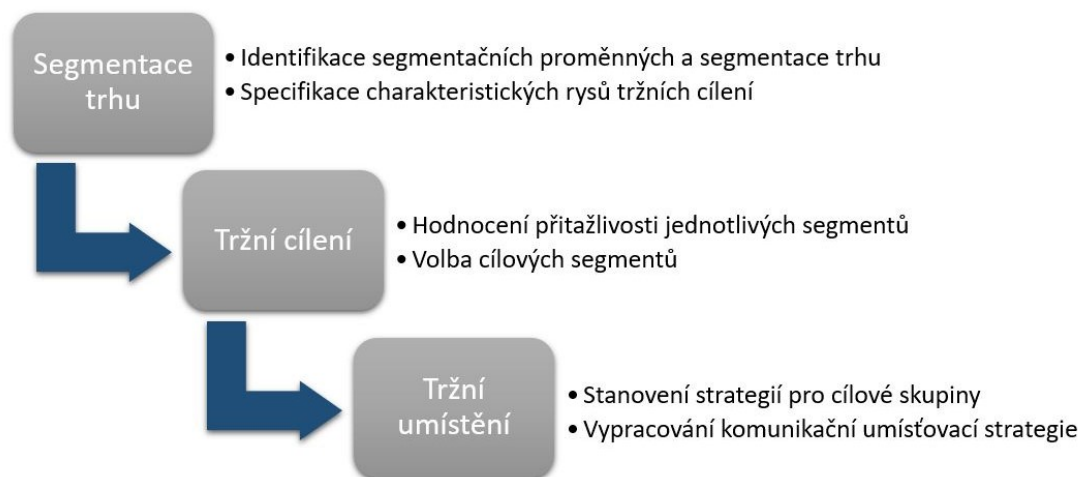 Segmentace
trhu
• Identifikace segmentačních proměnných a segmentace trhu
• Specifikace charakteristických rysů tržních cílení
Tržní cílení
• Hodnocení přitažlivosti jednotlivých segmentů
• Volba cílových segmentů
Tržní
umístění
• Stanovení strategií pro cílové skupiny
• Vypracování komunikační umísťovací strategie